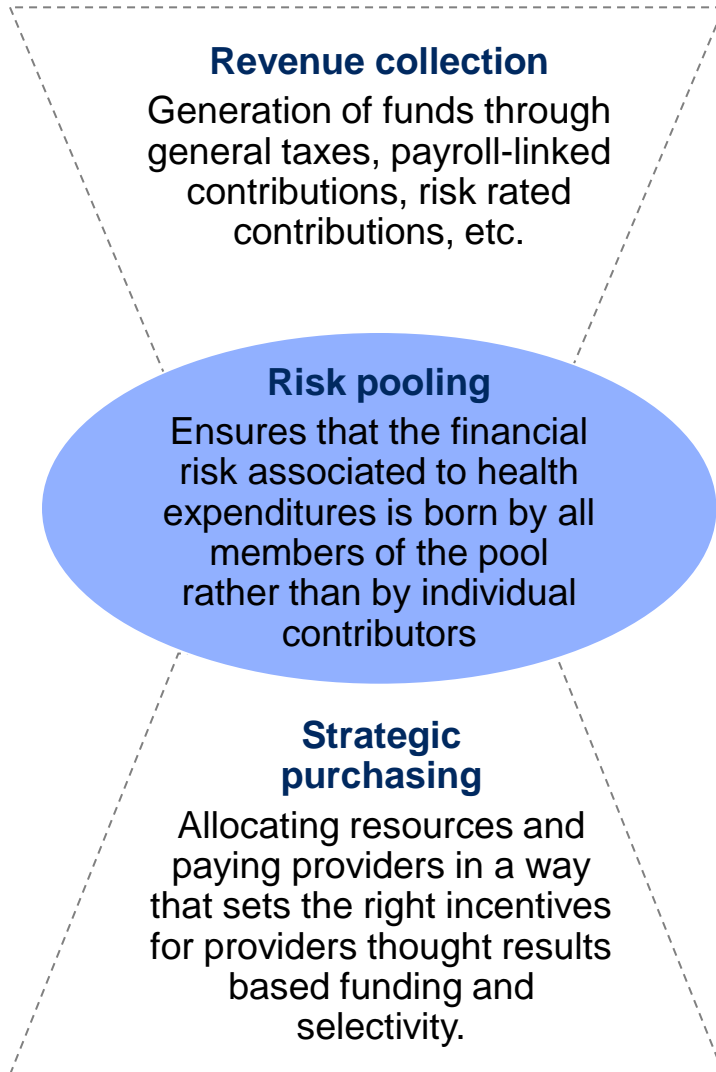 Revenue collection
Generation of funds through
general taxes, payroll-linked
contributions, risk rated
contributions, etc.
Risk pooling
Ensures that the financial
risk associated to health
expenditures is born by all
members of the pool
rather than by individual
contributors
Strategic
purchasing
Allocating resources and
paying providers in a way
that sets the right incentives
for providers thought results
based funding and
selectivity.